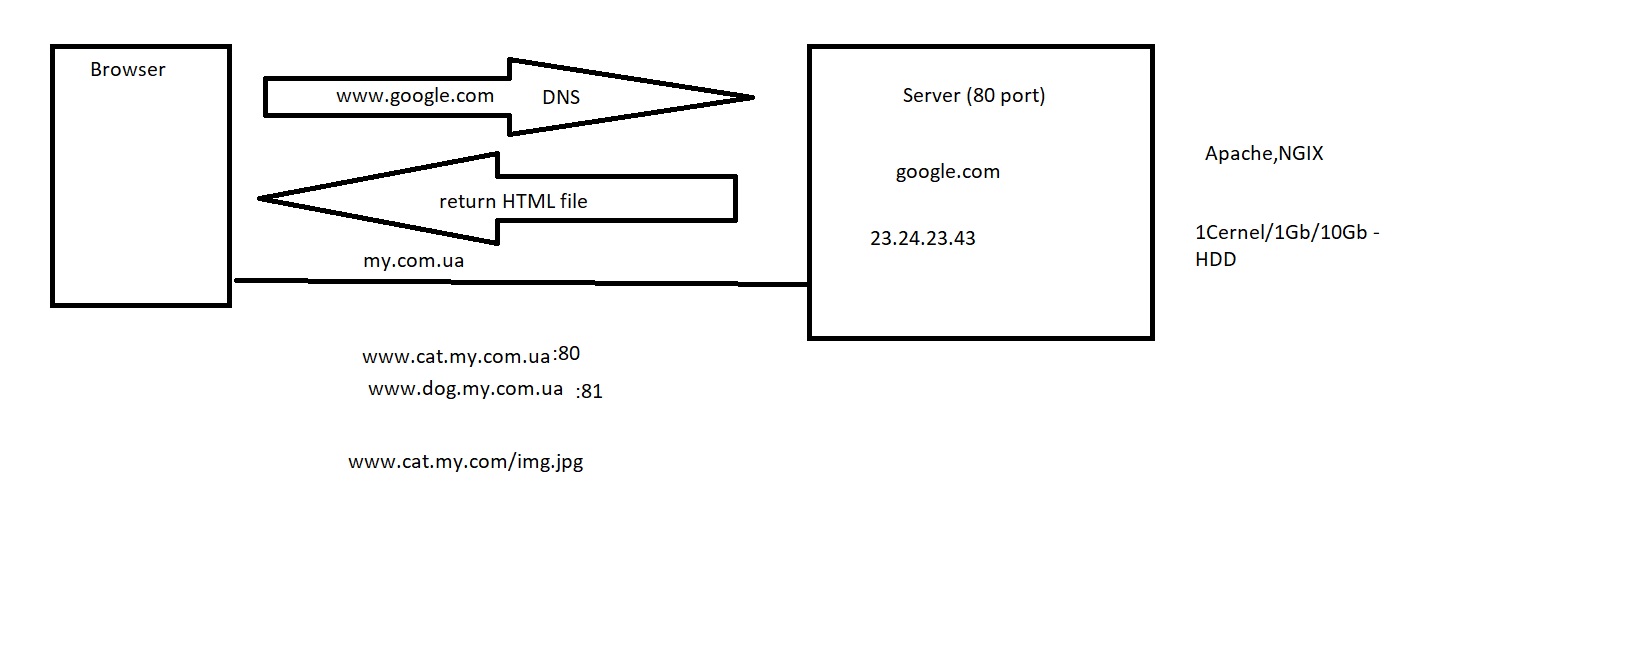 Browser
www.google.com
DNS
Server (80 port)
return HTML file
google.com
Apache,NGIX
23.24.23.43
1Cernel/1Gb/10Gb -
HDD
my.com.ua
www.cat.my.com.ua:80
www.dog.my.com.ua :81
www.cat.my.com/img.jpg